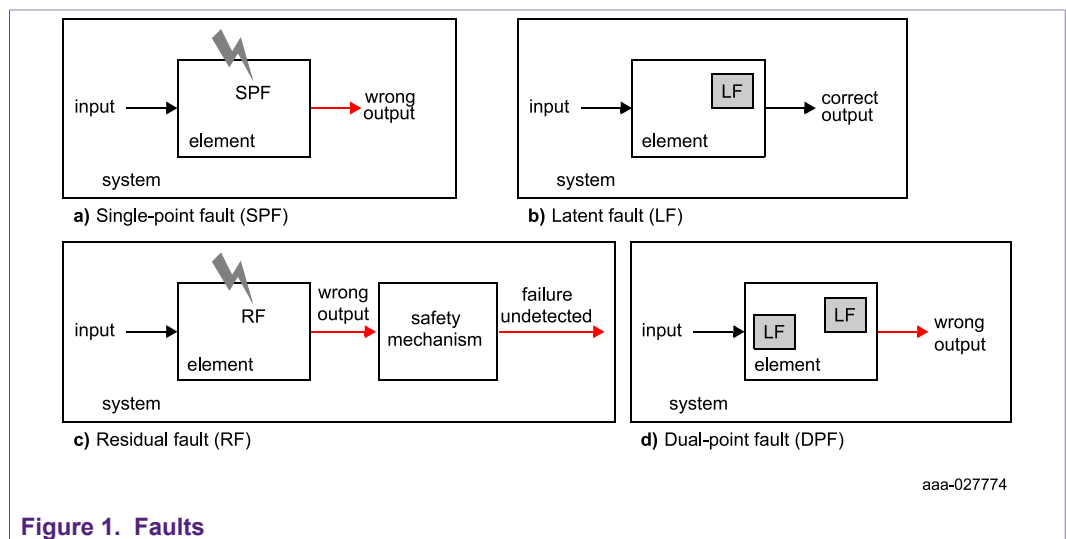 SPF
input
wrong
output
element
system
a) Single-point fault (SPF)
LF
input
correct
output
element
system
b) Latent fault (LF)
RF
input
wrong
output
safety
mechanism
failure
undetected
element
system
c) Residual fault (RF)
LF
LF
input
wrong
output
element
system
d) Dual-point fault (DPF)
aaa-027774
Figure 1. Faults